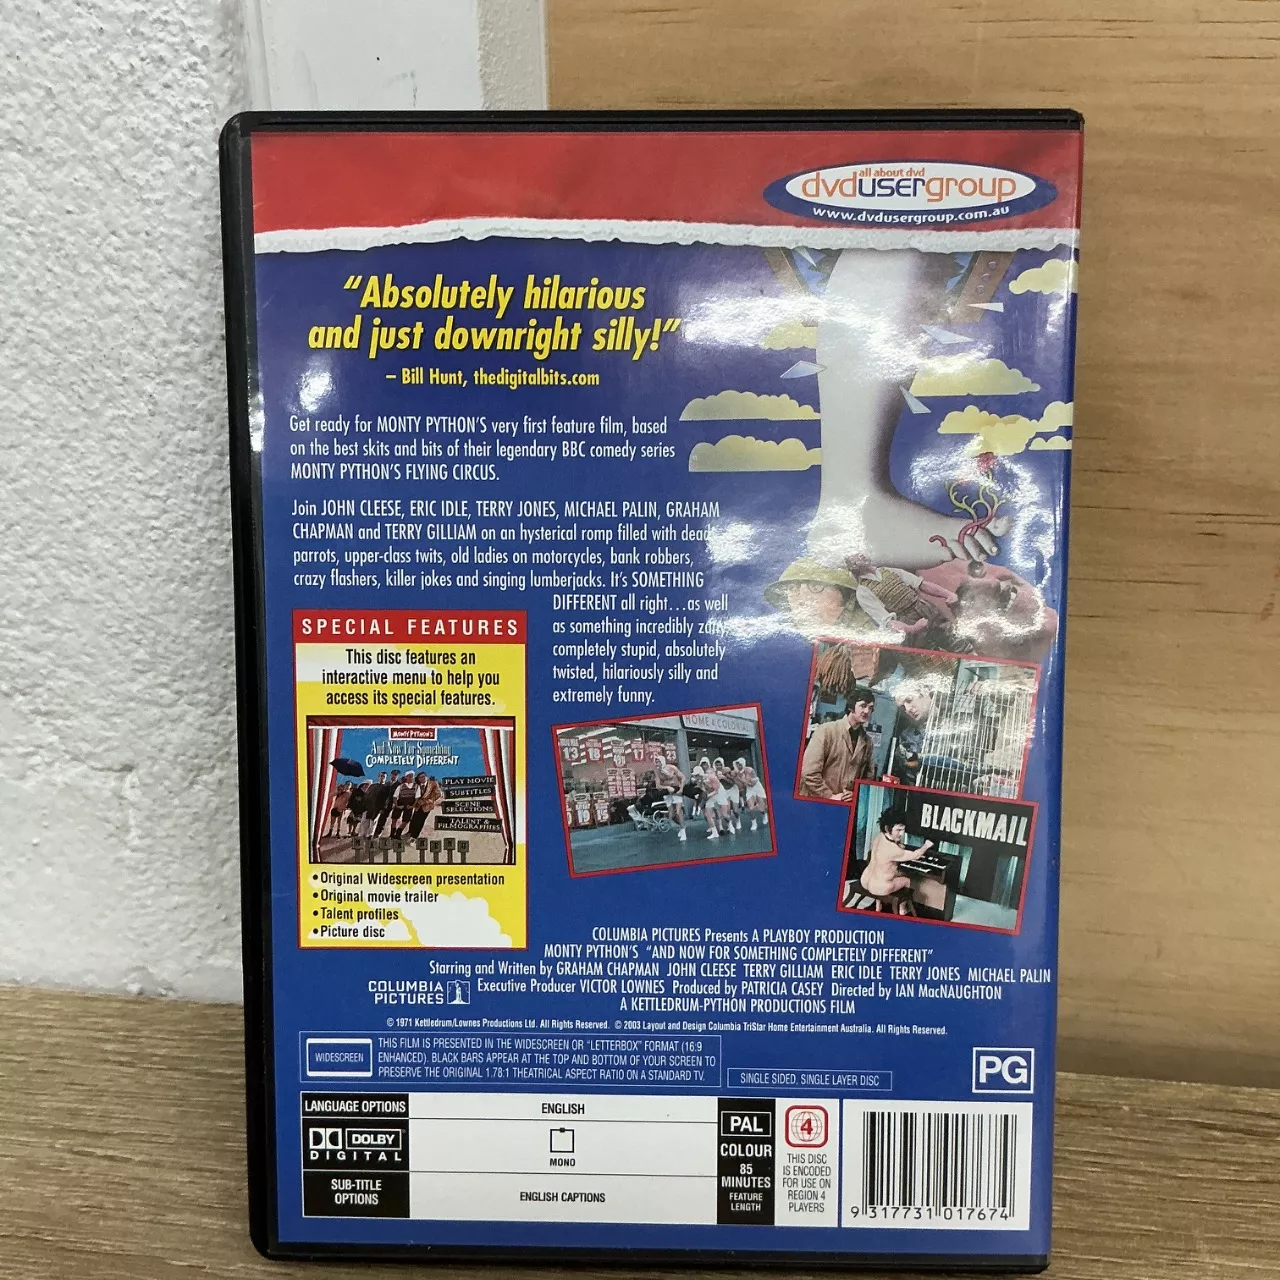 all about dvd
dvdusergroup
www.dvdusergroup.com.au
“Absolutely hilarious
and just downright silly!”
– Bill Hunt, thedigitalbits.com
Get ready for MONTY PYTHON'S very first feature film, based
on the best skits and bits of their legendary BBC comedy series
MONTY PYTHON'S FLYING CIRCUS.
Join JOHN CLEESE, ERIC IDLE, TERRY JONES, MICHAEL PALIN, GRAHAM
CHAPMAN and TERRY GILLIAM on an hysterical romp filled with dead
parrots, upper-class twits, old ladies on motorcycles, bank robbers,
crazy flashers, killer jokes and singing lumberjacks. It's SOMETHING
DIFFERENT all right...as well
as something incredibly zany,
completely stupid, absolutely
twisted, hilariously silly and
extremely funny.
SPECIAL FEATURES
This disc features an
interactive menu to help you
access its special features.
MONTY PYTHON'S
And Now For Something
COMPLETELY DIFFERENT
PLAY MOVIE
SUBTITLES
SCENE
SELECTIONS
TALENT &
FILMOGRAPHIES
MAIN MENU
• Original Widescreen presentation
• Original movie trailer
• Talent profiles
• Picture disc
HOME & COLONIAL
BLACKMAIL
COLUMBIA PICTURES Presents A PLAYBOY PRODUCTION
MONTY PYTHON'S “AND NOW FOR SOMETHING COMPLETELY DIFFERENT”
Starring and Written by GRAHAM CHAPMAN JOHN CLEESE TERRY GILLIAM ERIC IDLE TERRY JONES MICHAEL PALIN
COLUMBIA
PICTURES
Executive Producer VICTOR LOWNES Produced by PATRICIA CASEY Directed by IAN MacNAUGHTON
A KETTLEDRUM-PYTHON PRODUCTIONS FILM
© 1971 Kettledrum/Lownes Productions Ltd. All Rights Reserved. © 2003 Layout and Design Columbia TriStar Home Entertainment Australia. All Rights Reserved.
WIDESCREEN
THIS FILM IS PRESENTED IN THE WIDESCREEN OR “LETTERBOX” FORMAT (16:9
ENHANCED). BLACK BARS APPEAR AT THE TOP AND BOTTOM OF YOUR SCREEN TO
PRESERVE THE ORIGINAL 1.78:1 THEATRICAL ASPECT RATIO ON A STANDARD TV.
SINGLE SIDED, SINGLE LAYER DISC
PG
LANGUAGE OPTIONS
ENGLISH
DOLBY
DIGITAL
MONO
SUB-TITLE
OPTIONS
ENGLISH CAPTIONS
PAL
COLOUR
85
MINUTES
FEATURE
LENGTH
4
THIS DISC
IS ENCODED
FOR USE ON
REGION 4
PLAYERS
9 317731 017674